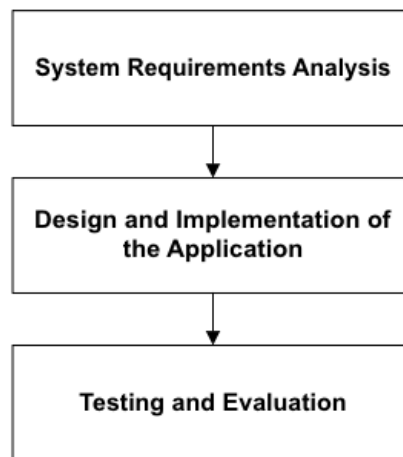 System Requirements Analysis
Design and Implementation of
the Application
Testing and Evaluation